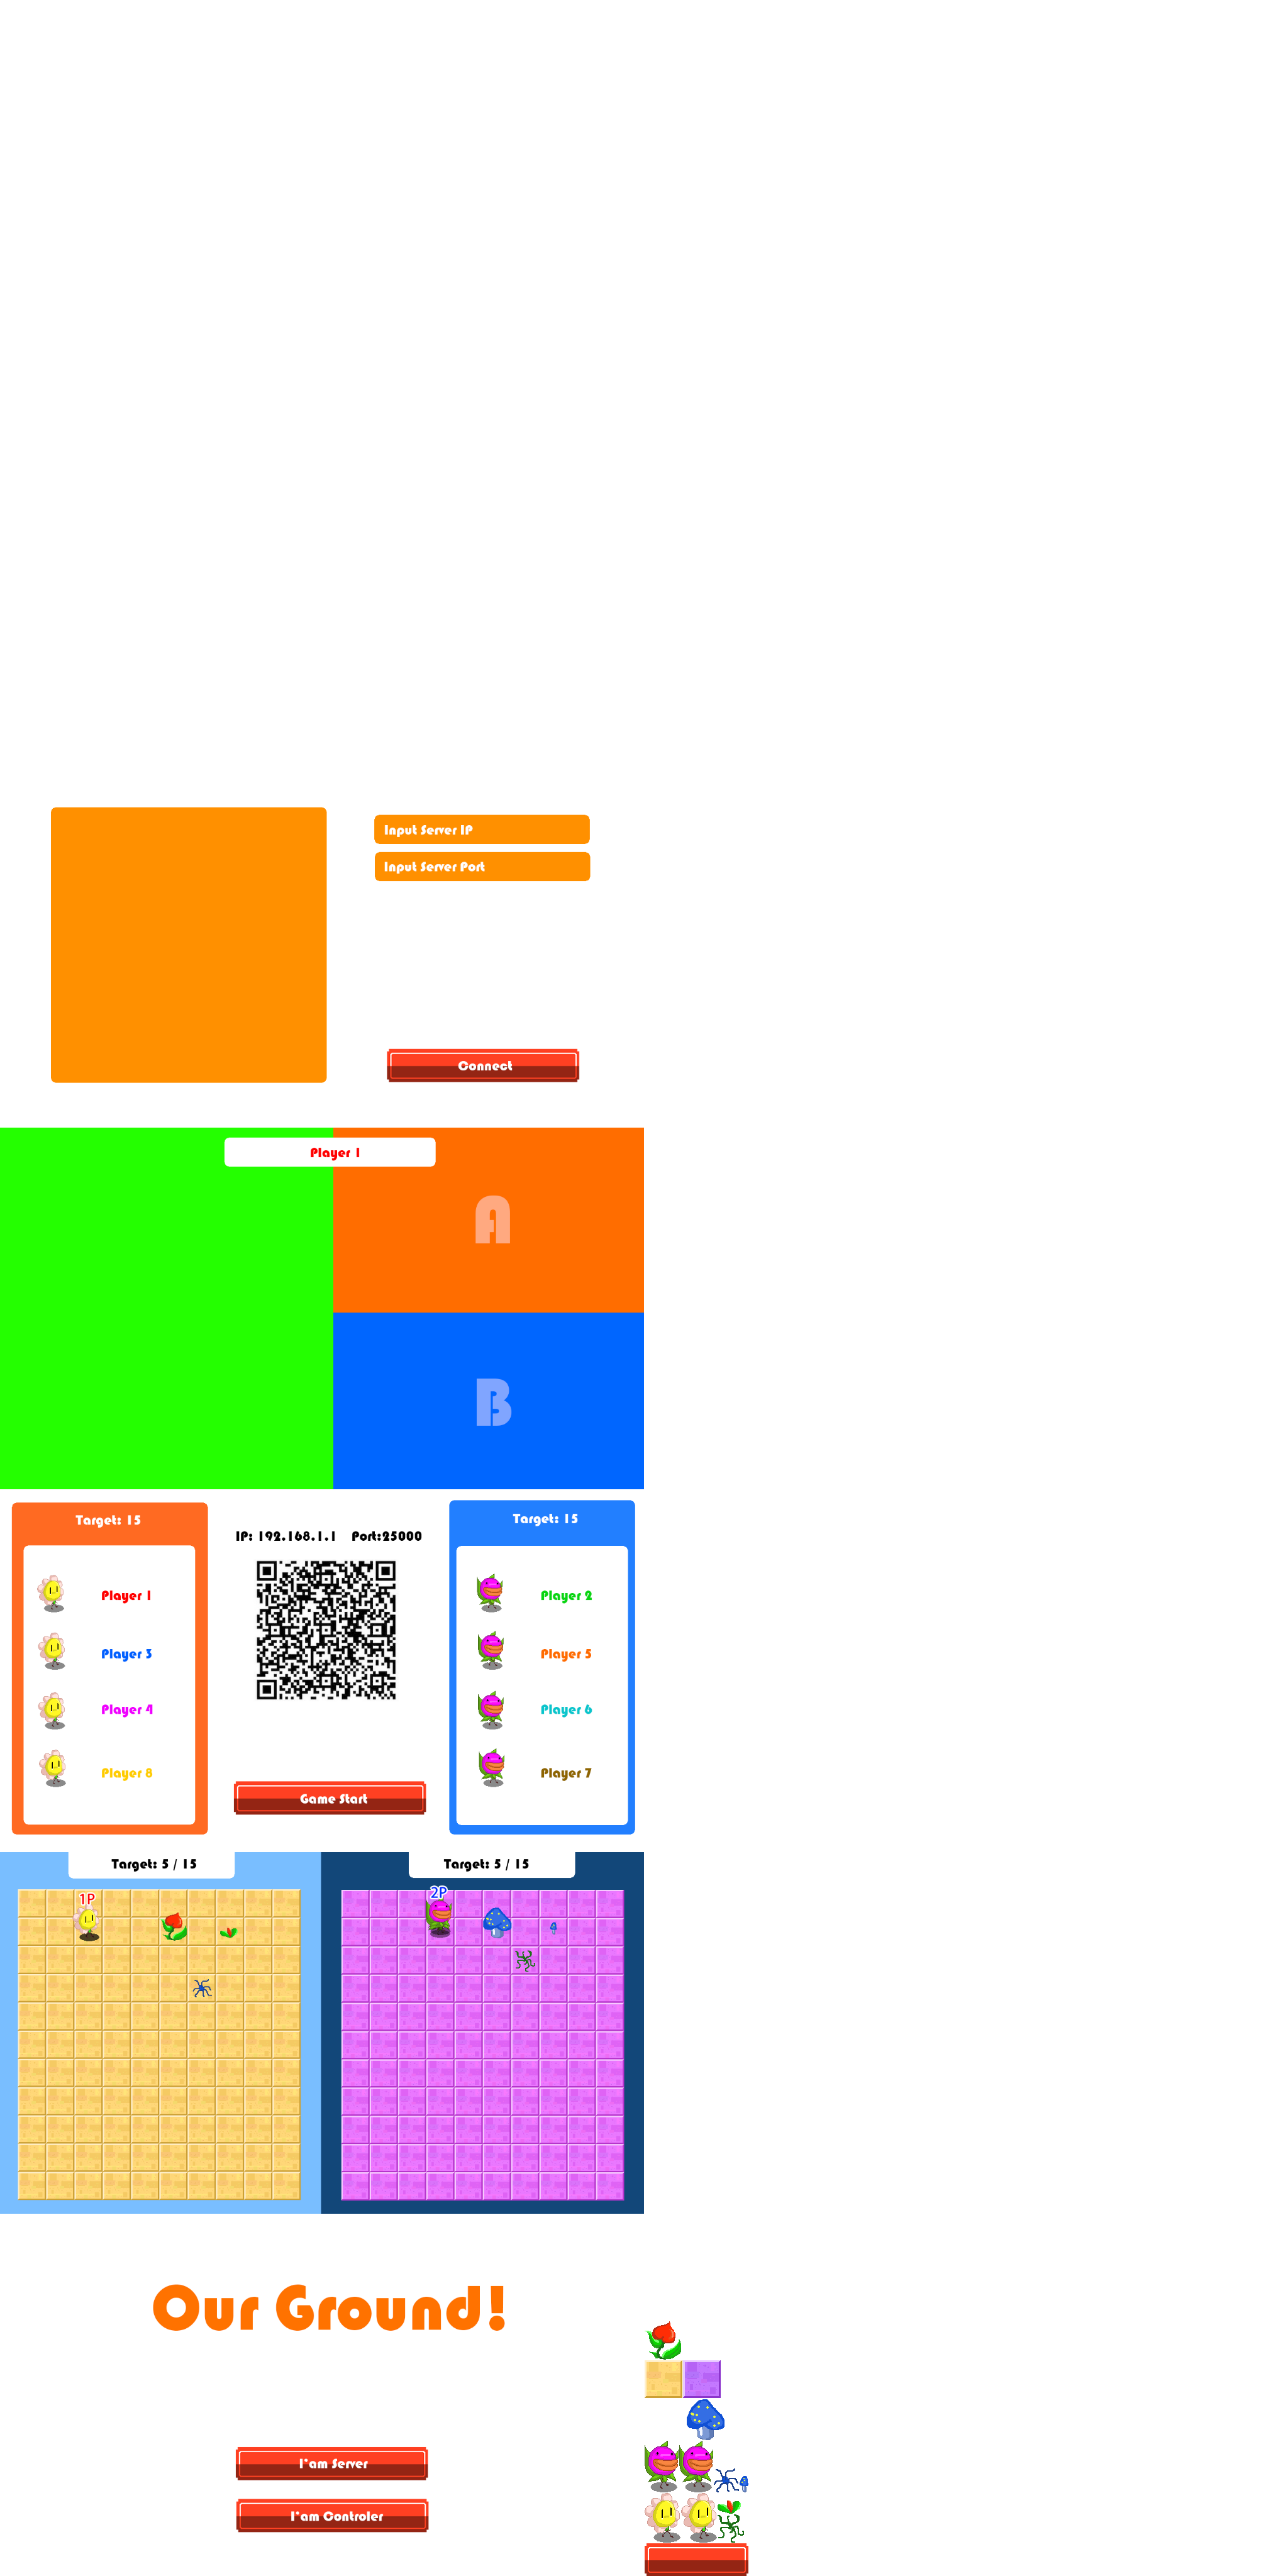 Input Server IP
Input Server Port
Connect
Player 1
A
B
Target: 15
IP: 192.168.1.1 Port:25000
Target: 15
Player 1
Player 3
Player 4
Player 8
Game Start
Player 2
Player 5
Player 6
Player 7
Target: 5 / 15
1P
Target: 5 / 15
2P
Our Ground!
I'am Server
I'am Controler